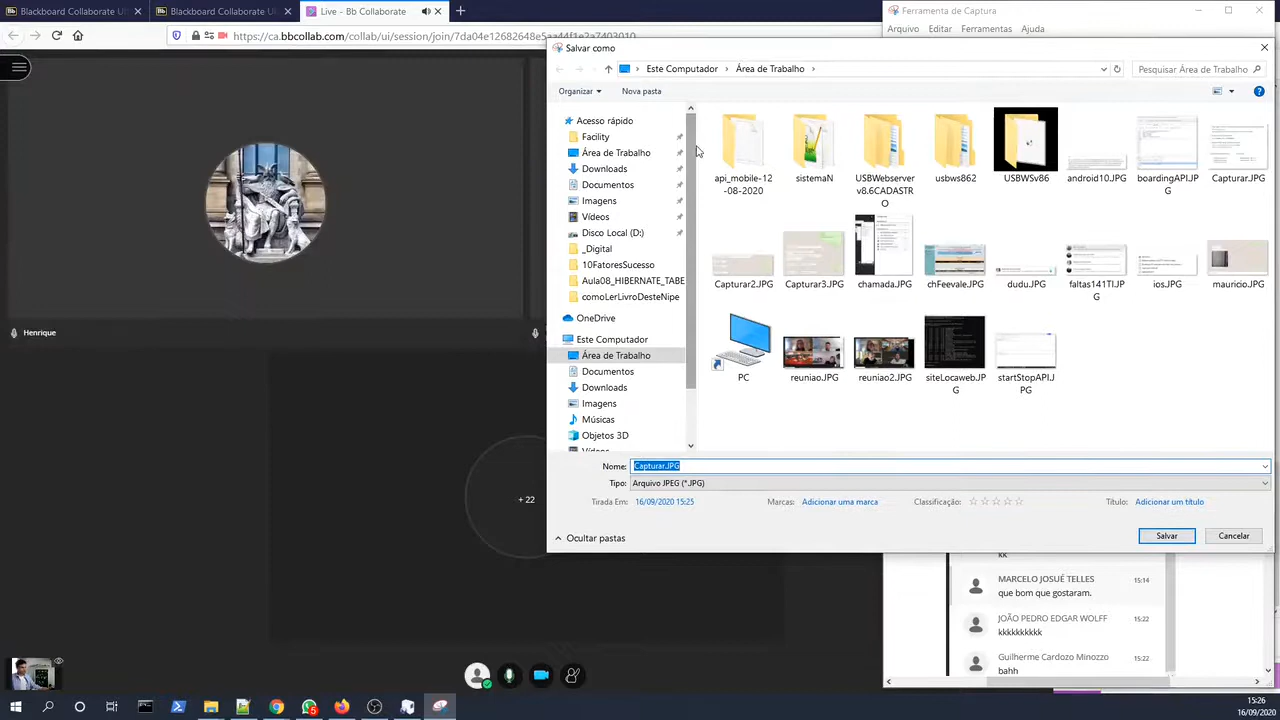 Blackboard Collaborate U
Blackboard Collaborate U
Live - Bb Collaborate
Ferramenta de Captura
https://ca.bbcollab.com/collab/ui/session/join/
Arquivo Editar Ferramentas Ajuda
Salvar como
Este Computador
Área de Trabalho
Pesquisar Área de Trabalho
Organizar
Nova pasta
Acesso rápido
Facility
Área de Trabalho
Downloads
Documentos
Imagens
Vídeos
Disco Local (D:)
_Digital
10FatoresSucesso
Aula08_HIBERNATE_TABE
comoLerLivroDesteNipe
OneDrive
Este Computador
Área de Trabalho
Documentos
Downloads
Imagens
Músicas
Objetos 3D
Vídeos
api_mobile-12
-08-2020
sistemaN
USBWebserver
v8.6CADASTR
O
usbws862
USBWSv86
android10.JPG
boardingAPI.JP
G
Capturar.JPG
Capturar2.JPG
Capturar3.JPG
chamada.JPG
chFeevale.JPG
dudu.JPG
faltas141TI.JP
G
ios.JPG
mauricio.JPG
PC
reuniao.JPG
reuniao2.JPG
siteLocaweb.JP
G
startStopAPI.J
PG
Nome: Capturar.JPG
Tipo: Arquivo JPEG (*.JPG)
Tirada Em: 16/09/2020 15:25
Marcas: Adicionar uma marca
Classificação: ☆☆☆☆☆
Título: Adicionar um título
Ocultar pastas
Salvar
Cancelar
Henrique
+ 22
kk
MARCELO JOSUÉ TELLES 15:14
que bom que gostaram.
JOÃO PEDRO EDGAR WOLFF 15:22
kkkkkkkkkk
Guilherme Cardozo Minozzo 15:22
bahh
5
15:26
16/09/2020